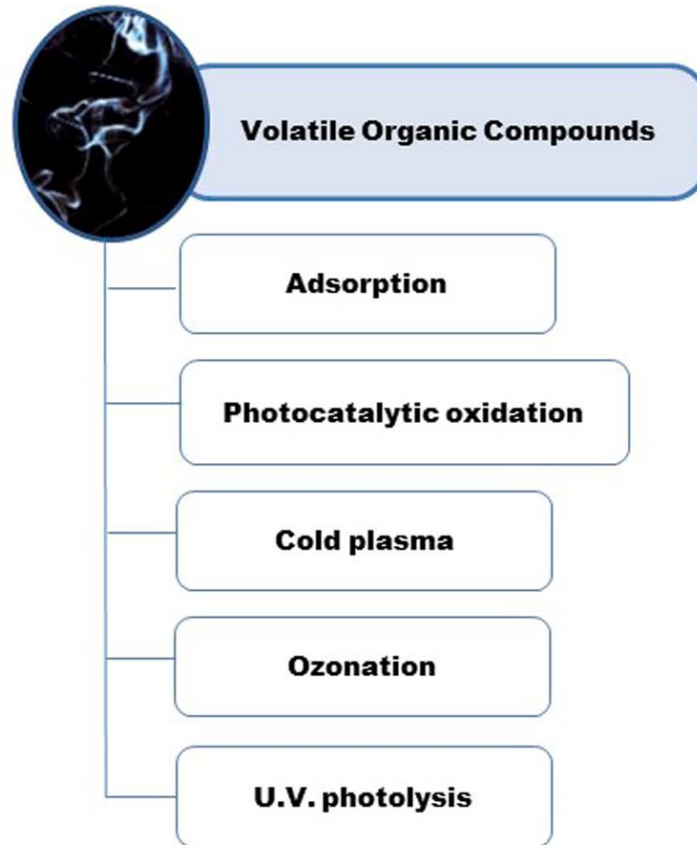 Volatile Organic Compounds
Adsorption
Photocatalytic oxidation
Cold plasma
Ozonation
U.V. photolysis